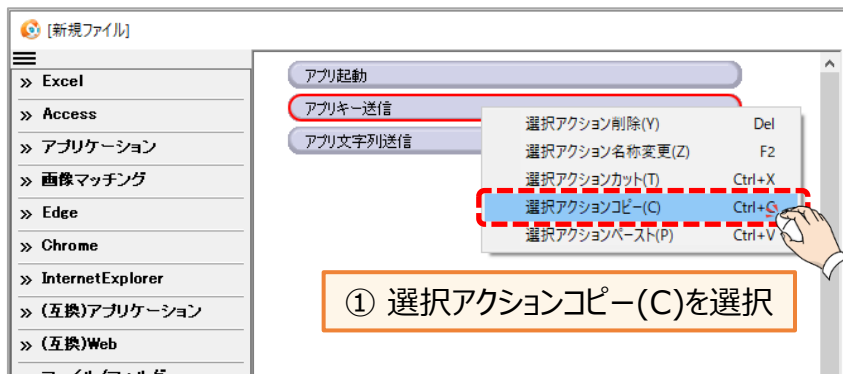 [新規ファイル]
» Excel
» Access
» アプリケーション
» 画像マッチング
» Edge
» Chrome
» InternetExplorer
» (互換)アプリケーション
» (互換)Web
アプリ起動
アプリキー送信
アプリ文字列送信
選択アクション削除(Y) Del
選択アクション名称変更(Z) F2
選択アクションカット(T) Ctrl+X
選択アクションコピー(C) Ctrl+C
選択アクションペースト(P) Ctrl+V
① 選択アクションコピー(C)を選択